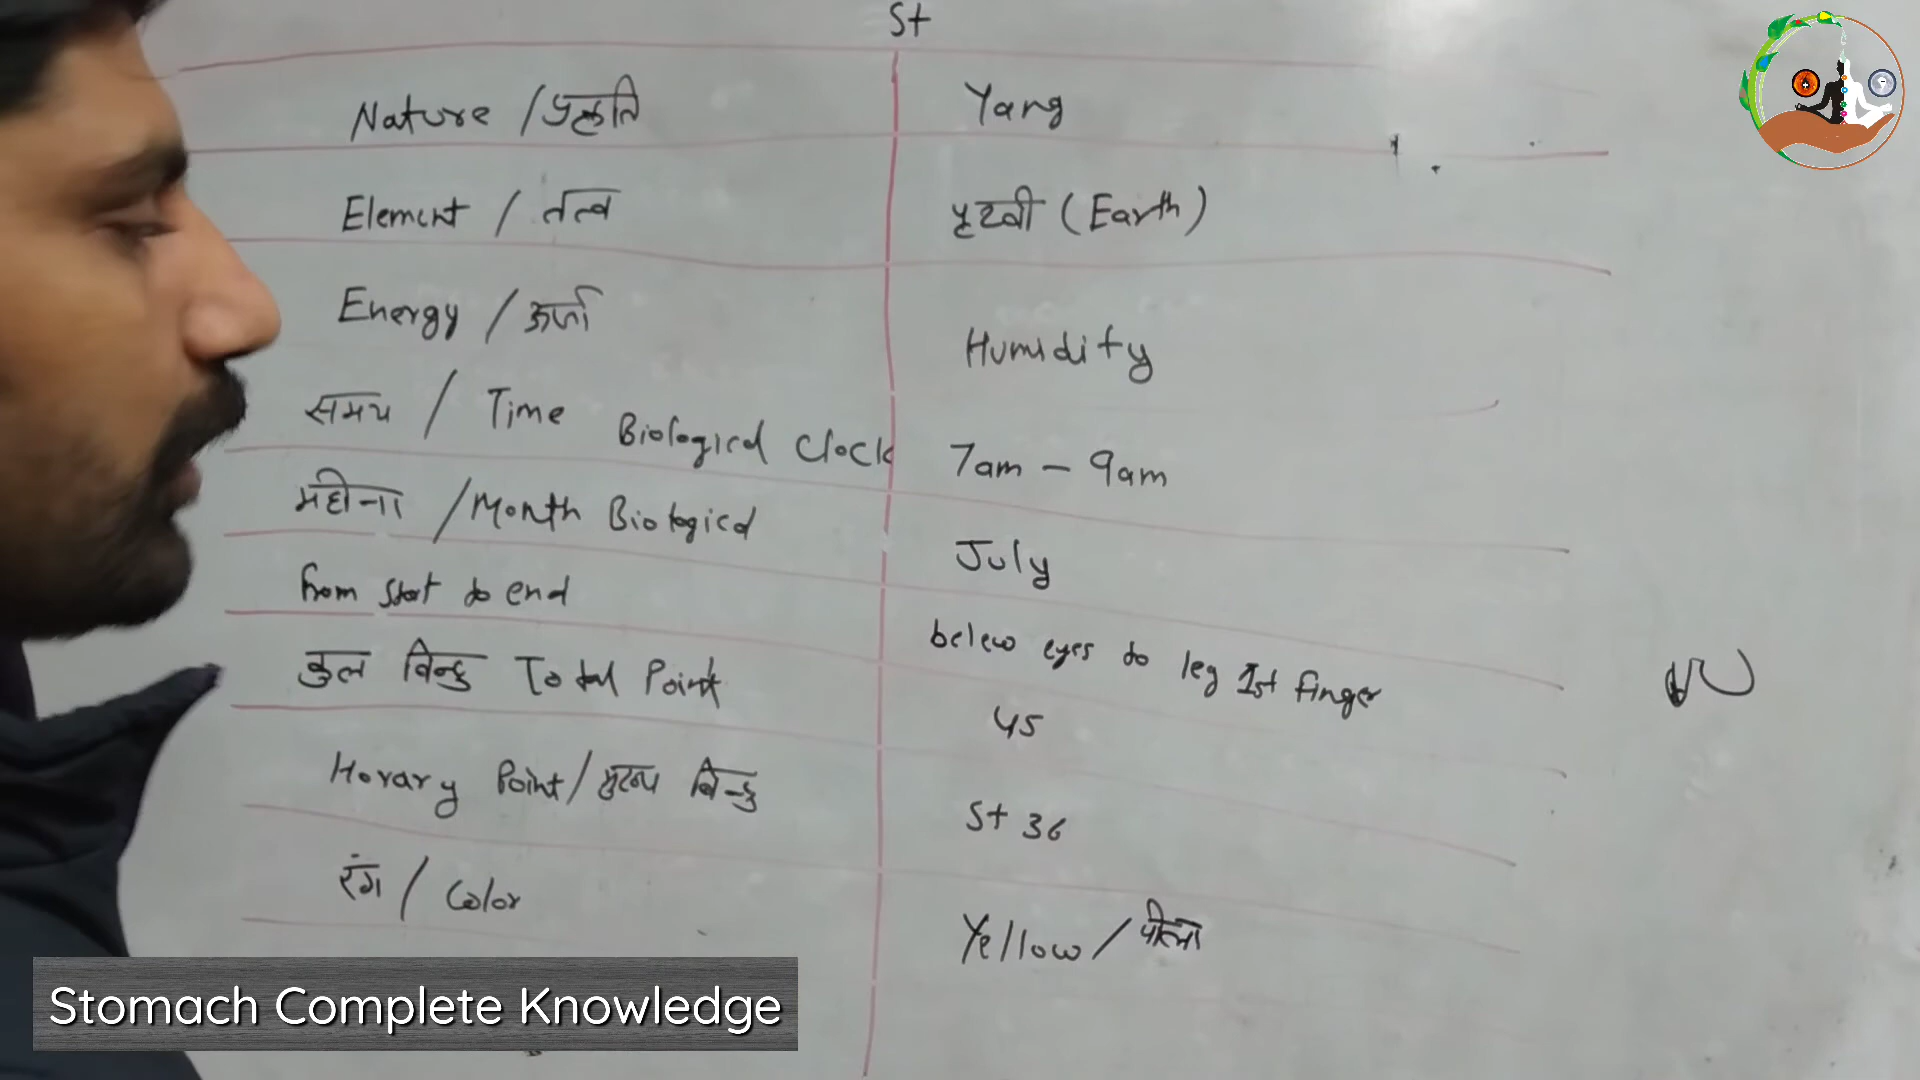 St
Nature / प्रकृति Yang
Element / तत्व पृथ्वी (Earth)
Energy / ऊर्जा Humidity
समय / Time Biological Clock 7am - 9am
महीना / Month Biological July
from start to end below eyes to leg 1st finger
कुल बिन्दु Total Point 45
Horary Point / मुख्य बिन्दु St 36
रंग / Color Yellow / पीला
Stomach Complete Knowledge